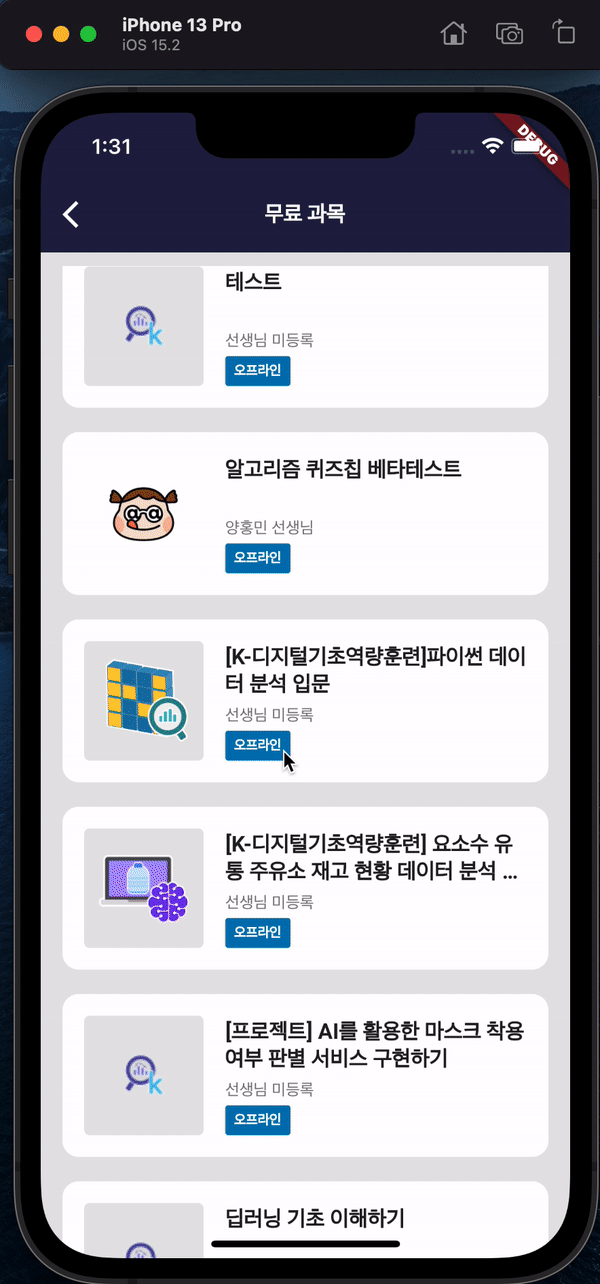 iPhone 13 Pro
iOS 15.2
1:31
DEBUG
무료 과목
테스트
선생님 미등록
오프라인
알고리즘 퀴즈칩 베타테스트
양홍민 선생님
오프라인
[K-디지털기초역량훈련]파이썬 데이
터 분석 입문
선생님 미등록
오프라인
[K-디지털기초역량훈련] 요소수 유
통 주유소 재고 현황 데이터 분석 ...
선생님 미등록
오프라인
[프로젝트] AI를 활용한 마스크 착용
여부 판별 서비스 구현하기
선생님 미등록
오프라인
딥러닝 기초 이해하기